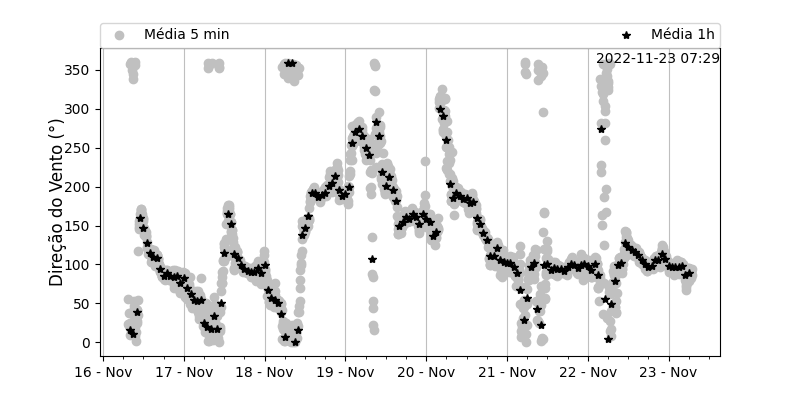 Média 5 min
Média 1h
2022-11-23 07:29
Direção do Vento (°)
350
300
250
200
150
100
50
0
16 - Nov
17 - Nov
18 - Nov
19 - Nov
20 - Nov
21 - Nov
22 - Nov
23 - Nov